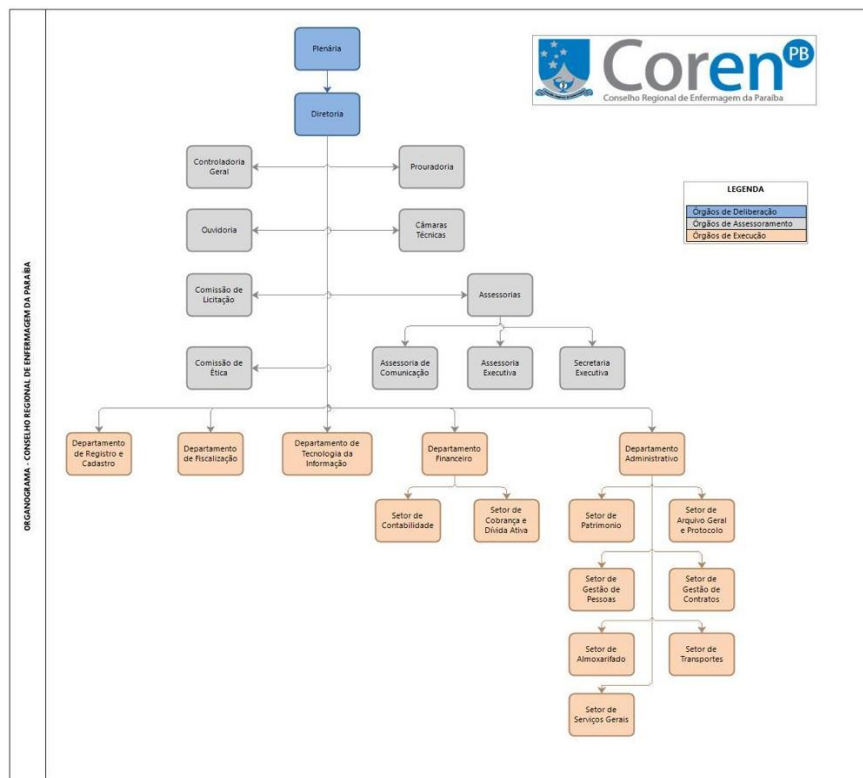 Plenária
Diretoria
Coren PB
Conselho Regional de Enfermagem da Paraíba
Controladoria
Geral
Prouradoria
LEGENDA
Órgãos de Deliberação
Órgãos de Assessoramento
Órgãos de Execução
Ouvidoria
Câmaras
Técnicas
ORGANOGRAMA - CONSELHO REGIONAL DE ENFERMAGEM DA PARAÍBA
Comissão de
Licitação
Assessorias
Comissão de
Ética
Assessoria de
Comunicação
Assessoria
Executiva
Secretaria
Executiva
Departamento
de Registro e
Cadastro
Departamento
de Fiscalização
Departamento de
Tecnologia da
Informação
Departamento
Financeiro
Departamento
Administrativo
Setor de
Contabilidade
Setor de
Cobrança e
Dívida Ativa
Setor de
Patrimonio
Setor de
Arquivo Geral
e Protocolo
Setor de
Gestão de
Pessoas
Setor de
Gestão de
Contratos
Setor de
Almoxarifado
Setor de
Transportes
Setor de
Serviços Gerais